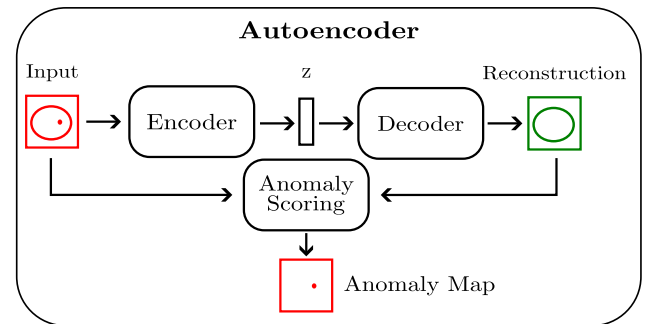 Autoencoder
Input
z
Reconstruction
Encoder
Decoder
Anomaly
Scoring
Anomaly Map